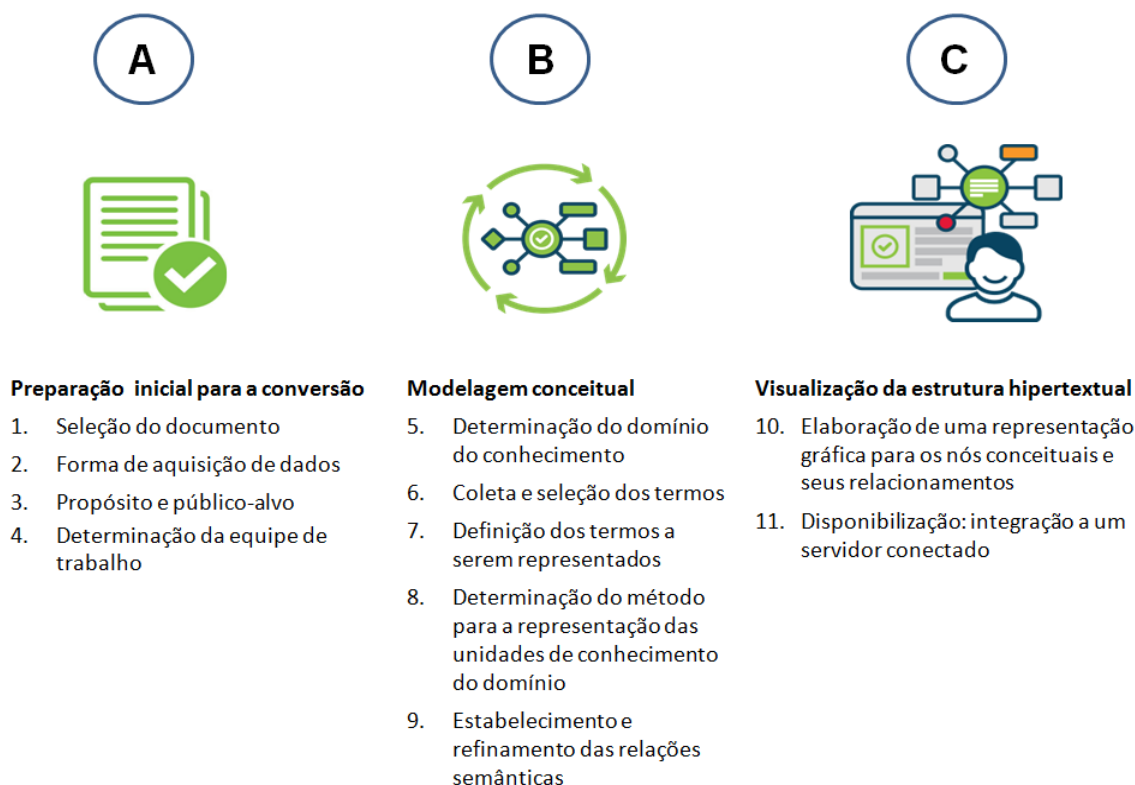 A
B
C
Preparação inicial para a conversão
1. Seleção do documento
2. Forma de aquisição de dados
3. Propósito e público-alvo
4. Determinação da equipe de
trabalho
Modelagem conceitual
5. Determinação do domínio
do conhecimento
6. Coleta e seleção dos termos
7. Definição dos termos a
serem representados
8. Determinação do método
para a representação das
unidades de conhecimento
do domínio
9. Estabelecimento e
refinamento das relações
semânticas
Visualização da estrutura hipertextual
10. Elaboração de uma representação
gráfica para os nós conceituais e
seus relacionamentos
11. Disponibilização: integração a um
servidor conectado